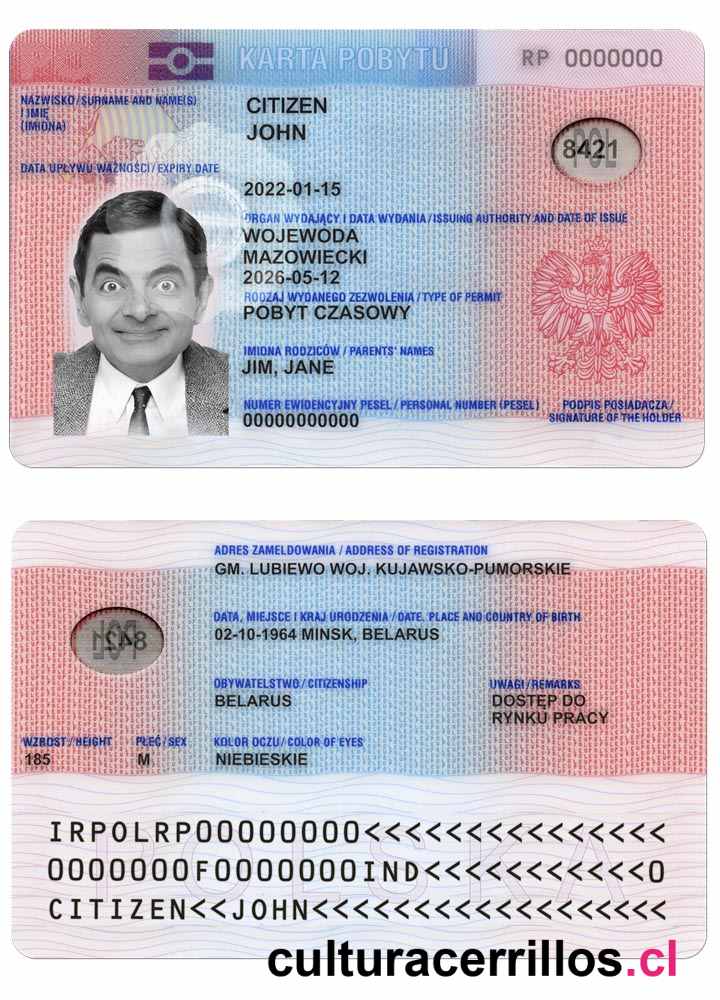 KARTA POBYTU
RP 0000000
NAZWISKO/SURNAME AND NAME(S)
I IMIĘ
(IMIONA)
CITIZEN
JOHN
POL
8421
DATA UPŁYWU WAŻNOŚCI/EXPIRY DATE
2022-01-15
ORGAN WYDAJĄCY I DATA WYDANIA/ISSUING AUTHORITY AND DATE OF ISSUE
WOJEWODA
MAZOWIECKI
2026-05-12
RODZAJ WYDANEGO ZEZWOLENIA / TYPE OF PERMIT
POBYT CZASOWY
IMIONA RODZICÓW / PARENTS' NAMES
JIM, JANE
NUMER EWIDENCYJNY PESEL/ PERSONAL NUMBER (PESEL)
00000000000
PODPIS POSIADACZA/
SIGNATURE OF THE HOLDER
ADRES ZAMELDOWANIA / ADDRESS OF REGISTRATION
GM. LUBIEWO WOJ. KUJAWSKO-PUMORSKIE
DATA, MIEJSCE I KRAJ URODZENIA / DATE, PLACE AND COUNTRY OF BIRTH
02-10-1964 MINSK, BELARUS
POL
8421
OBYWATELSTWO/ CITIZENSHIP
BELARUS
UWAGI/REMARKS
DOSTĘP DO
RYNKU PRACY
WZROST/HEIGHT
185
PŁEĆ/SEX
M
KOLOR OCZU/COLOR OF EYES
NIEBIESKIE
POLSKA
IRPOLRP00000000<<<<<<<<<<<<<<<
0000000F0000000IND<<<<<<<<<<<0
CITIZEN<<JOHN<<<<<<<<<<<<<<<<<
culturacerrillos.cl